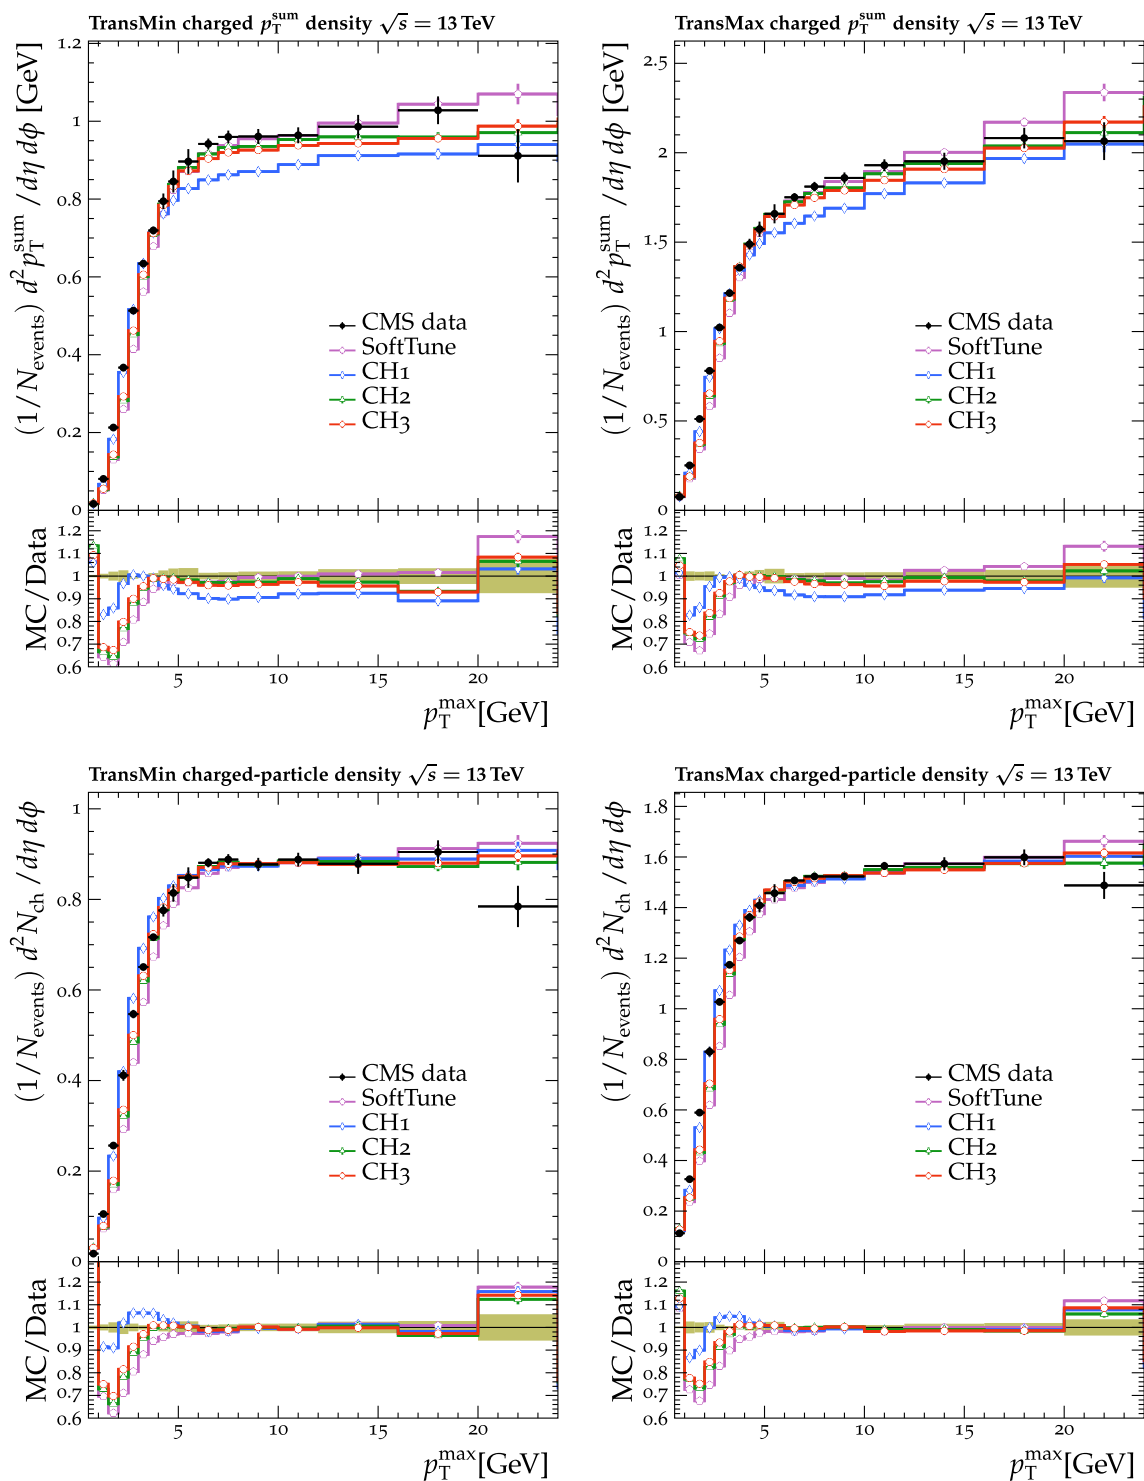 TransMin charged p_T^sum density √s = 13 TeV
(1/N_events) d²p_T^sum/dη dϕ [GeV]
1.2
1
0.8
0.6
0.4
0.2
0
CMS data
SoftTune
CH1
CH2
CH3
MC/Data
1.2
1.1
1
0.9
0.8
0.7
0.6
5 10 15 20
p_T^max [GeV]
TransMax charged p_T^sum density √s = 13 TeV
(1/N_events) d²p_T^sum/dη dϕ [GeV]
2.5
2
1.5
1
0.5
0
CMS data
SoftTune
CH1
CH2
CH3
MC/Data
1.2
1.1
1
0.9
0.8
0.7
0.6
5 10 15 20
p_T^max [GeV]
TransMin charged-particle density √s = 13 TeV
(1/N_events) d²N_ch/dη dϕ
1
0.8
0.6
0.4
0.2
0
CMS data
SoftTune
CH1
CH2
CH3
MC/Data
1.2
1.1
1
0.9
0.8
0.7
0.6
5 10 15 20
p_T^max [GeV]
TransMax charged-particle density √s = 13 TeV
(1/N_events) d²N_ch/dη dϕ
1.8
1.6
1.4
1.2
1
0.8
0.6
0.4
0.2
0
CMS data
SoftTune
CH1
CH2
CH3
MC/Data
1.2
1.1
1
0.9
0.8
0.7
0.6
5 10 15 20
p_T^max [GeV]